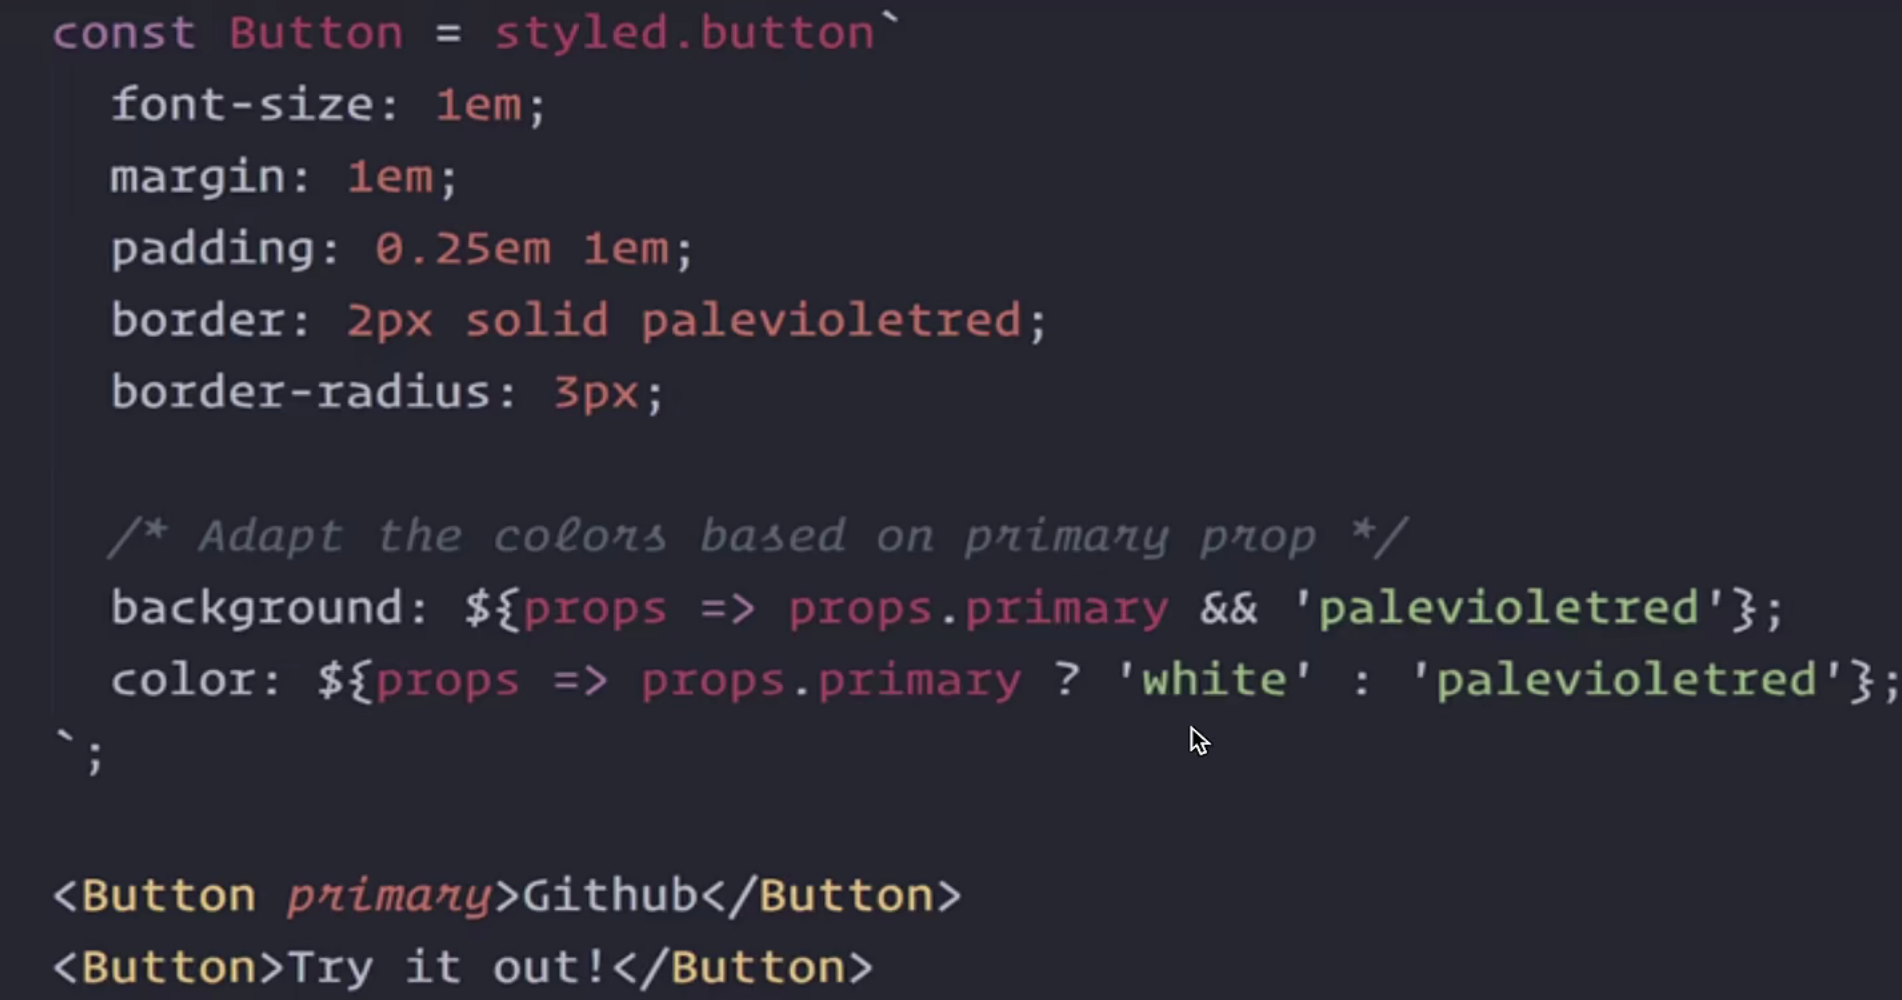 const Button = styled.button`
font-size: 1em;
margin: 1em;
padding: 0.25em 1em;
border: 2px solid palevioletred;
border-radius: 3px;
/* Adapt the colors based on primary prop */
background: ${props => props.primary && 'palevioletred'};
color: ${props => props.primary ? 'white' : 'palevioletred'};
`;
<Button primary>Github</Button>
<Button>Try it out!</Button>